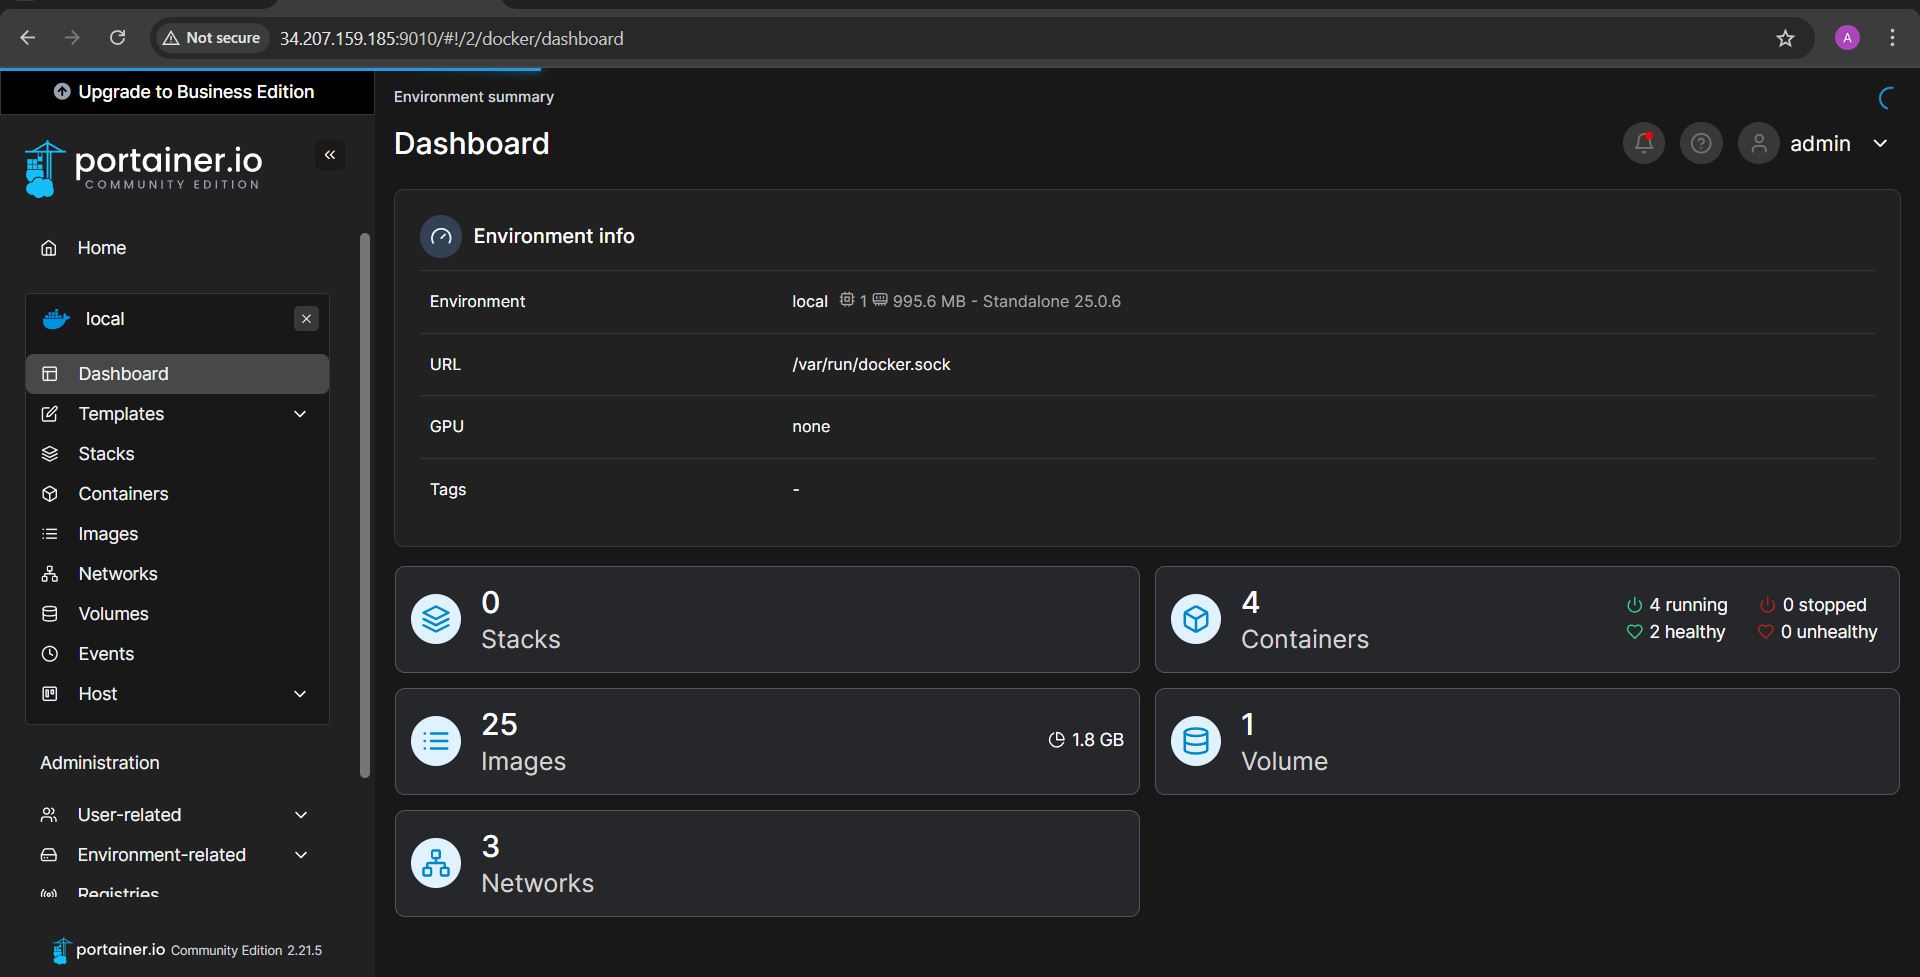 Not secure 34.207.159.185:9010/#!/2/docker/dashboard A
Upgrade to Business Edition
portainer.io
COMMUNITY EDITION
Home
local
Dashboard
Templates
Stacks
Containers
Images
Networks
Volumes
Events
Host
Administration
User-related
Environment-related
Registries
portainer.io Community Edition 2.21.5
Environment summary
Dashboard
admin
Environment info
Environment local 1 995.6 MB - Standalone 25.0.6
URL /var/run/docker.sock
GPU none
Tags -
0
Stacks
4
Containers
4 running 0 stopped
2 healthy 0 unhealthy
25
Images
1.8 GB
1
Volume
3
Networks